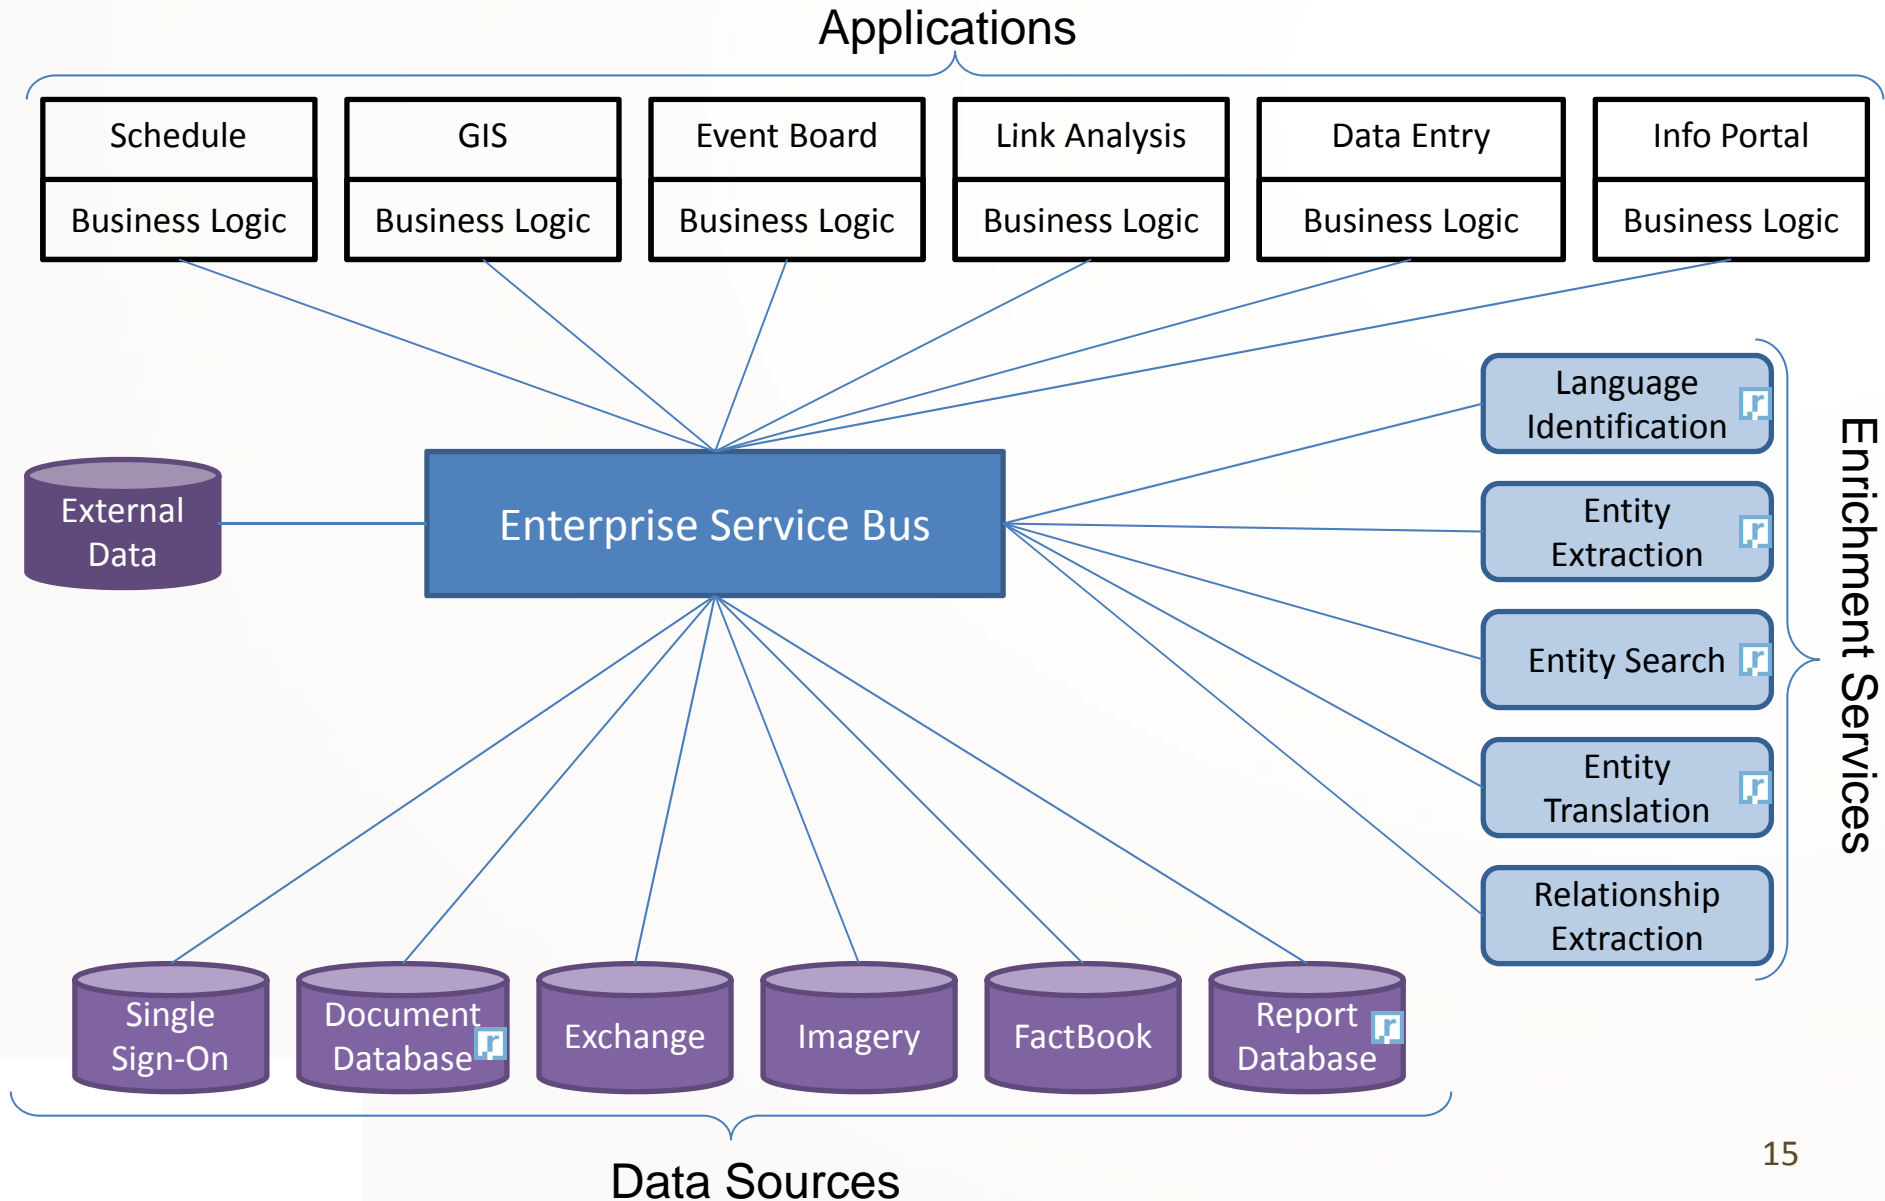 Applications
Schedule
GIS
Event Board
Link Analysis
Data Entry
Info Portal
Business Logic
Business Logic
Business Logic
Business Logic
Business Logic
Business Logic
Language
Identification
r
Entity
Extraction
r
Entity Search
r
Entity
Translation
r
Relationship
Extraction
Enrichment Services
External
Data
Enterprise Service Bus
Single
Sign-On
Document
Database
r
Exchange
Imagery
FactBook
Report
Database
r
Data Sources
15